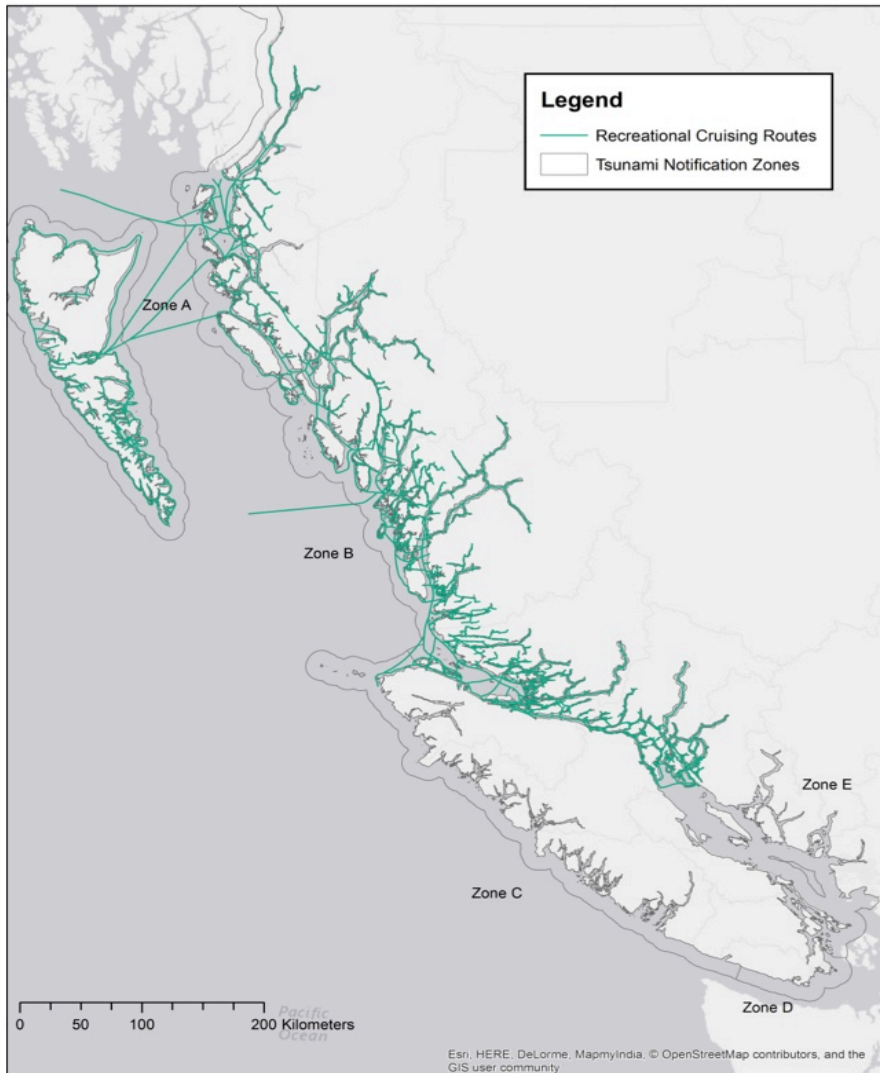 Legend
Recreational Cruising Routes
Tsunami Notification Zones
Zone A
Zone B
Zone E
Zone C
Zone D
0 50 100 200 Kilometers
Pacific
Ocean
Esri, HERE, DeLorme, MapmyIndia, © OpenStreetMap contributors, and the
GIS user community